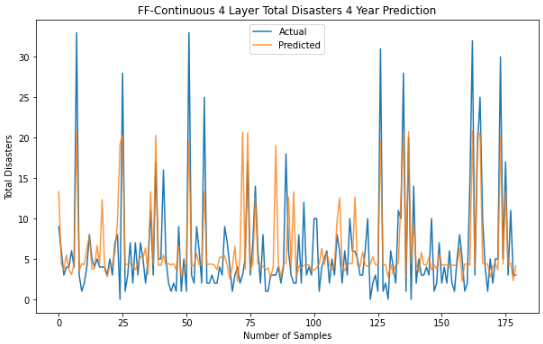 FF-Continuous 4 Layer Total Disasters 4 Year Prediction
Actual
Predicted
Total Disasters
30
25
20
15
10
5
0
0 25 50 75 100 125 150 175
Number of Samples